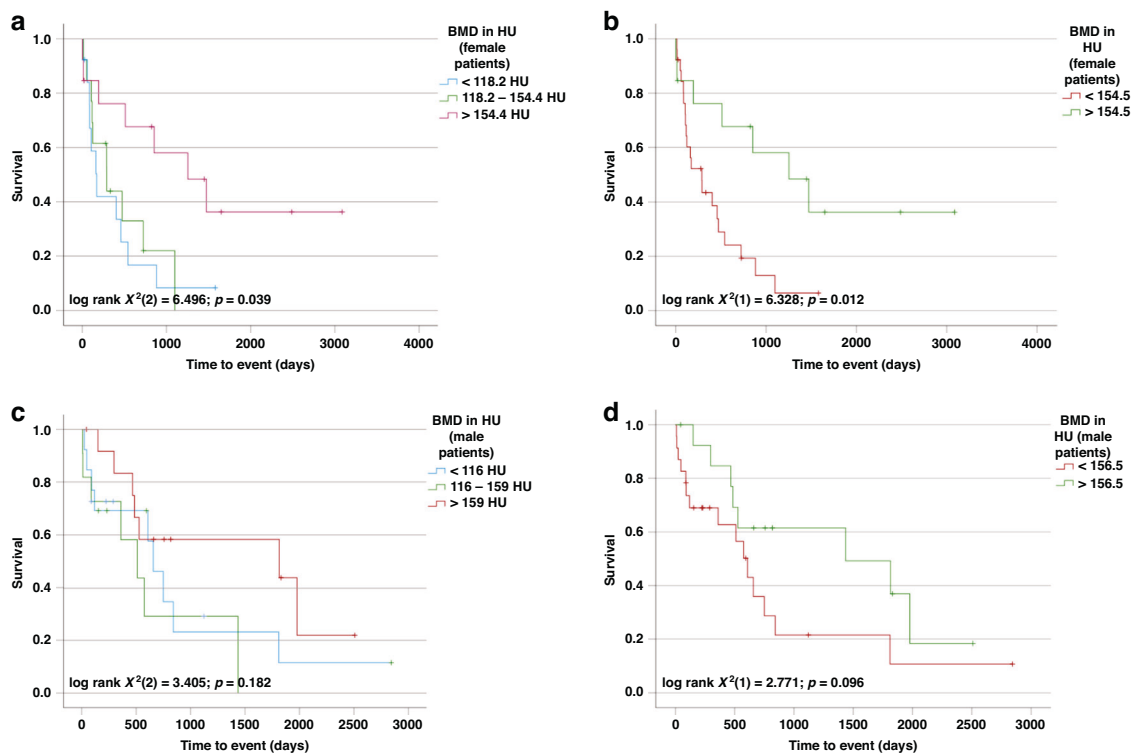 a
BMD in HU
(female
patients)
< 118.2 HU
118.2 – 154.4 HU
> 154.4 HU
1.0
0.8
0.6
0.4
0.2
0.0
Survival
log rank X²(2) = 6.496; p = 0.039
0 1000 2000 3000 4000
Time to event (days)
b
BMD in
HU
(female
patients)
< 154.5
> 154.5
1.0
0.8
0.6
0.4
0.2
0.0
Survival
log rank X²(1) = 6.328; p = 0.012
0 1000 2000 3000 4000
Time to event (days)
c
BMD in HU
(male
patients)
< 116 HU
116 – 159 HU
> 159 HU
1.0
0.8
0.6
0.4
0.2
0.0
Survival
log rank X²(2) = 3.405; p = 0.182
0 500 1000 1500 2000 2500 3000
Time to event (days)
d
BMD in
HU (male
patients)
< 156.5
> 156.5
1.0
0.8
0.6
0.4
0.2
0.0
Survival
log rank X²(1) = 2.771; p = 0.096
0 500 1000 1500 2000 2500 3000
Time to event (days)